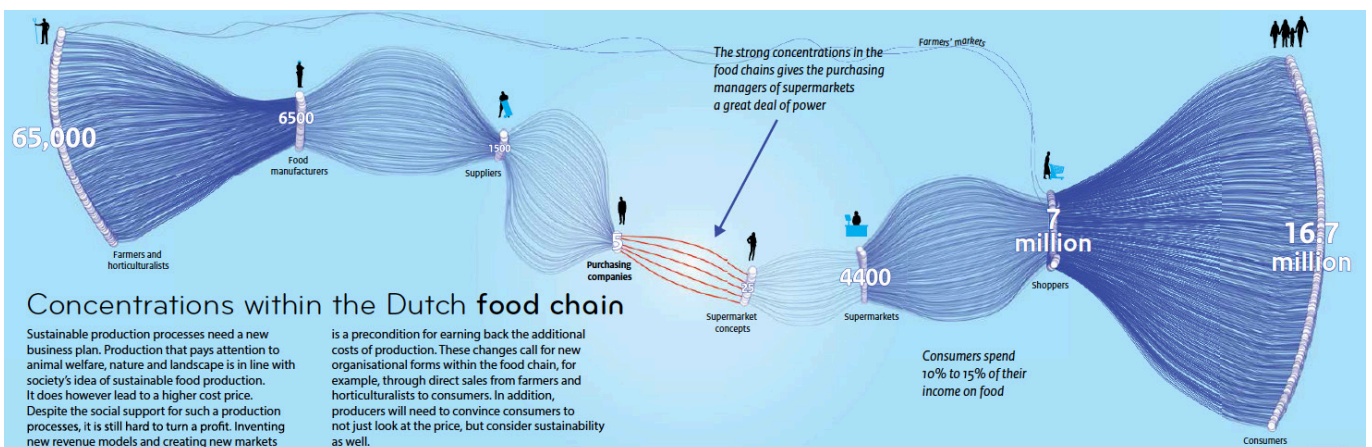 Farmers' markets
The strong concentrations in the
food chains gives the purchasing
managers of supermarkets
a great deal of power
65,000
Farmers and
horticulturalists
6500
Food
manufacturers
1500
Suppliers
5
Purchasing
companies
25
Supermarket
concepts
4400
Supermarkets
7
million
Shoppers
16.7
million
Consumers
Consumers spend
10% to 15% of their
income on food
Concentrations within the Dutch food chain
Sustainable production processes need a new
business plan. Production that pays attention to
animal welfare, nature and landscape is in line with
society's idea of sustainable food production.
It does however lead to a higher cost price.
Despite the social support for such a production
processes, it is still hard to turn a profit. Inventing
new revenue models and creating new markets
is a precondition for earning back the additional
costs of production. These changes call for new
organisational forms within the food chain, for
example, through direct sales from farmers and
horticulturalists to consumers. In addition,
producers will need to convince consumers to
not just look at the price, but consider sustainability
as well.